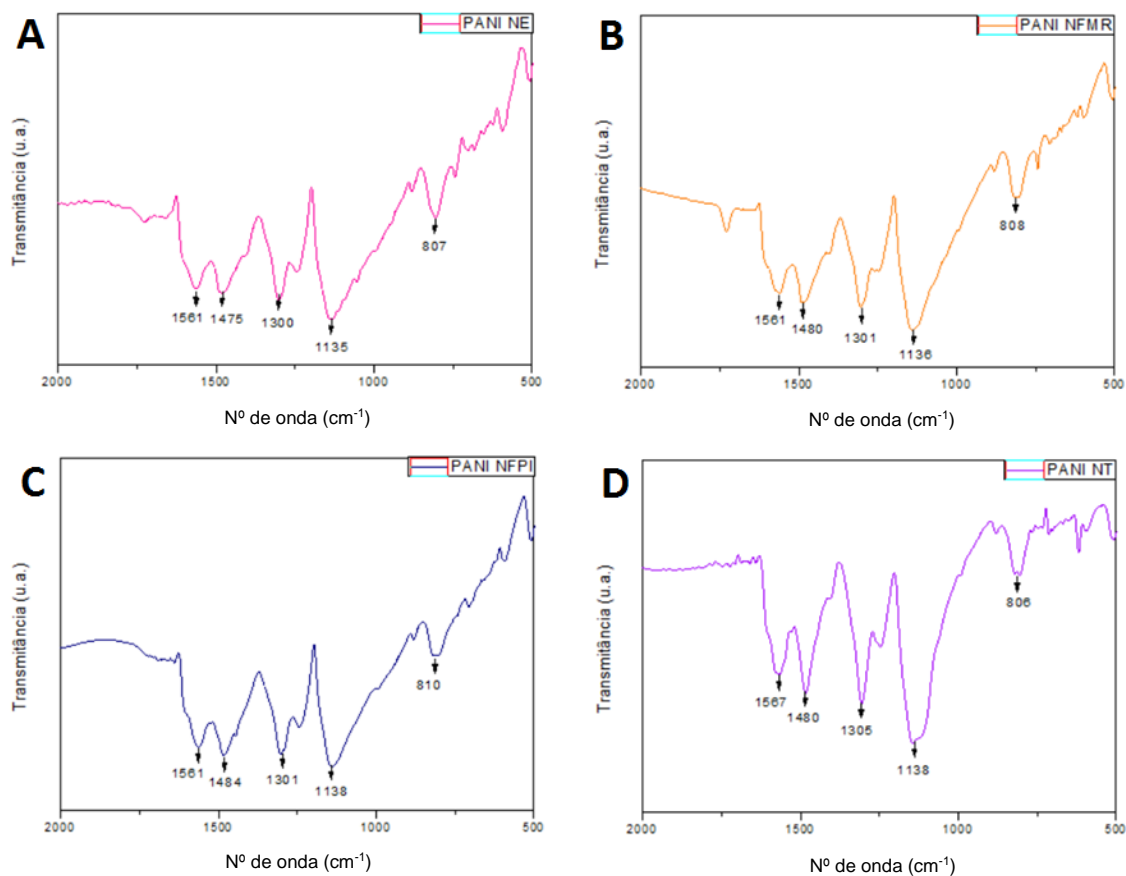 A
PANI NE
Transmitância (u.a.)
1561
1475
1300
1135
807
2000
1500
1000
500
Nº de onda (cm-1)
B
PANI NFMR
Transmitância (u.a.)
1561
1480
1301
1136
808
2000
1500
1000
500
Nº de onda (cm-1)
C
PANI NFPI
Transmitância (u.a.)
1561
1484
1301
1138
810
2000
1500
1000
500
Nº de onda (cm-1)
D
PANI NT
Transmitância (u.a.)
1567
1480
1305
1138
806
2000
1500
1000
500
Nº de onda (cm-1)